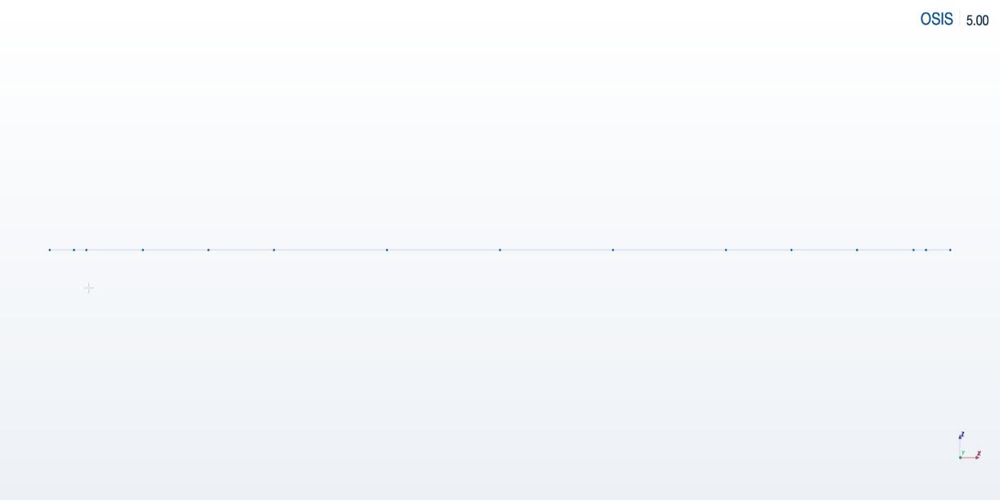 OSIS 5.00
Z
Y X